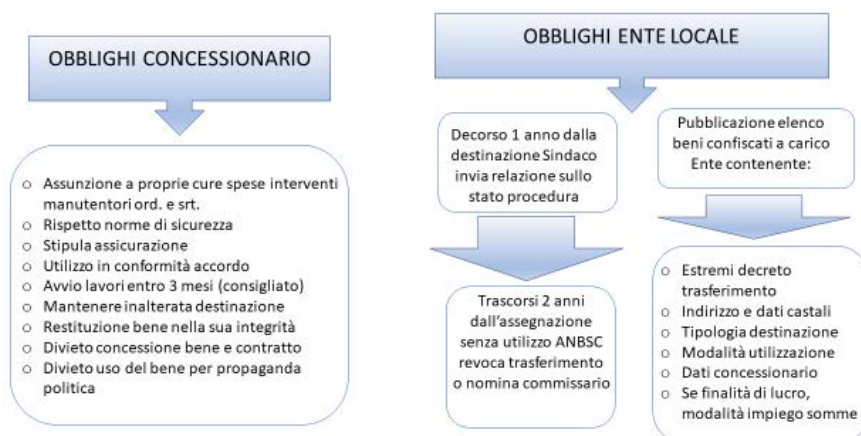 OBBLIGHI CONCESSIONARIO
o Assunzione a proprie cure spese interventi
manutentori ord. e srt.
o Rispetto norme di sicurezza
o Stipula assicurazione
o Utilizzo in conformità accordo
o Avvio lavori entro 3 mesi (consigliato)
o Mantenere inalterata destinazione
o Restituzione bene nella sua integrità
o Divieto concessione bene e contratto
o Divieto uso del bene per propaganda
politica
OBBLIGHI ENTE LOCALE
Decorso 1 anno dalla
destinazione Sindaco
invia relazione sullo
stato procedura
Trascorsi 2 anni
dall'assegnazione
senza utilizzo ANBSC
revoca trasferimento
o nomina commissario
Pubblicazione elenco
beni confiscati a carico
Ente contenente:
o Estremi decreto
trasferimento
o Indirizzo e dati castali
o Tipologia destinazione
o Modalità utilizzazione
o Dati concessionario
o Se finalità di lucro,
modalità impiego somme